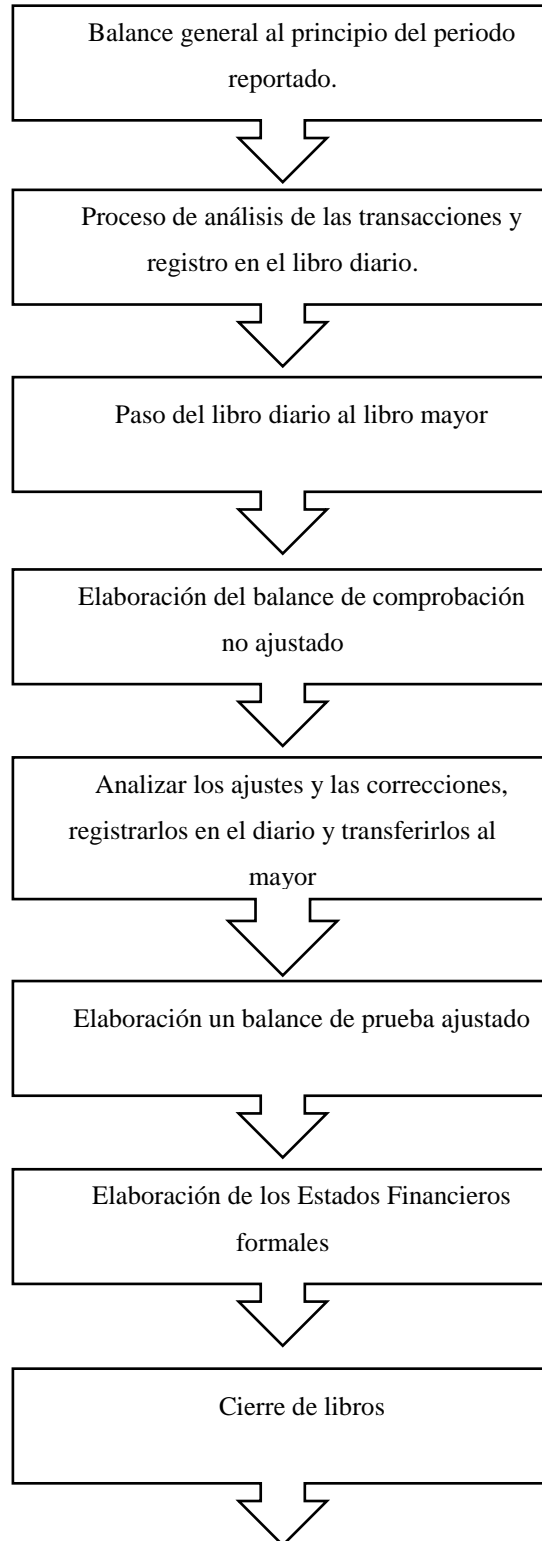 Balance general al principio del periodo
reportado.
Proceso de análisis de las transacciones y
registro en el libro diario.
Paso del libro diario al libro mayor
Elaboración del balance de comprobación
no ajustado
Analizar los ajustes y las correcciones,
registrarlos en el diario y transferirlos al
mayor
Elaboración un balance de prueba ajustado
Elaboración de los Estados Financieros
formales
Cierre de libros